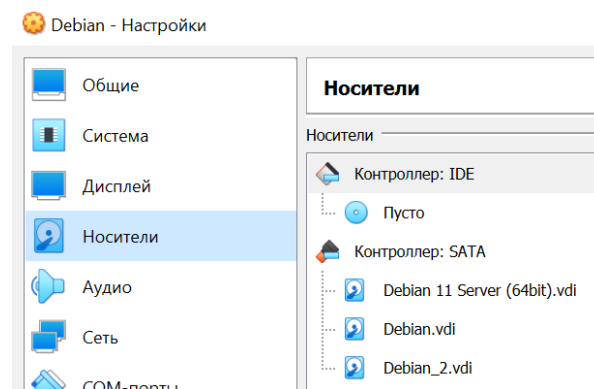 Debian - Настройки
Общие
Система
Дисплей
Носители
Аудио
Сеть
COM-порты
Носители
Носители
Контроллер: IDE
Пусто
Контроллер: SATA
Debian 11 Server (64bit).vdi
Debian.vdi
Debian_2.vdi